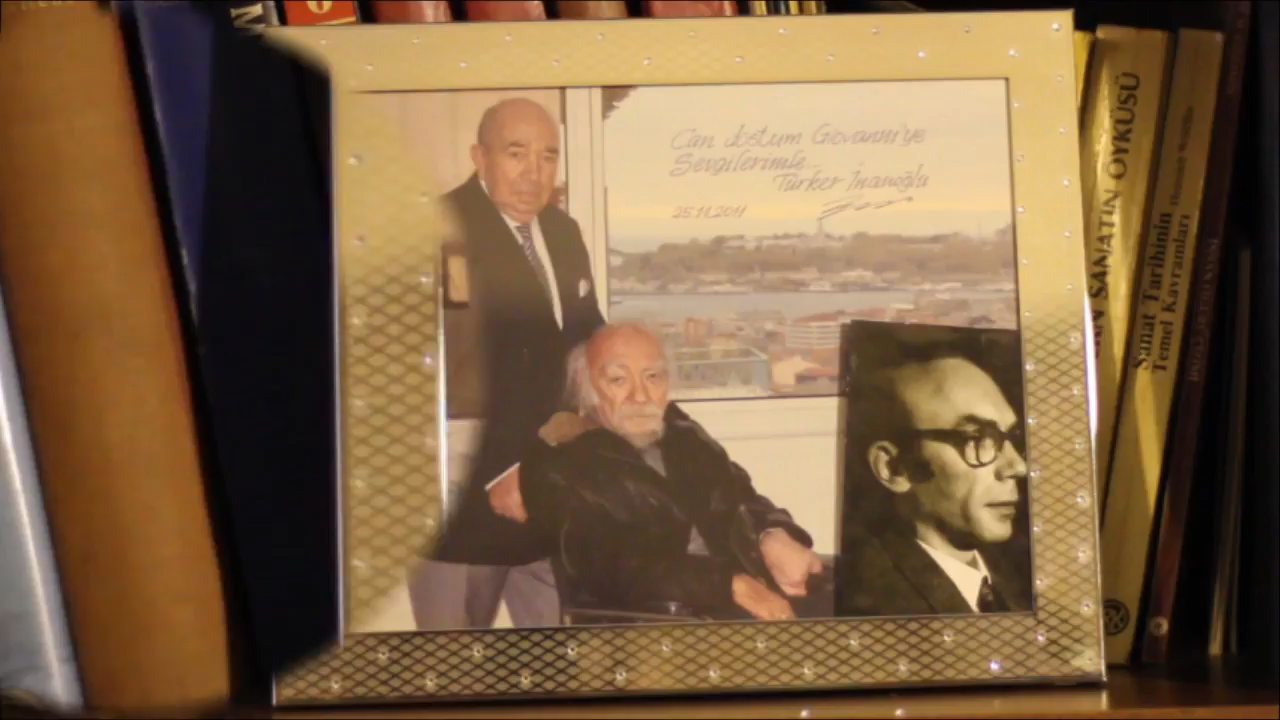 Can dostum Giovanni'ye
Sevgilerimle..
Türker İnanoğlu
25.11.2011
SANATIN ÖYKÜSÜ
Sanat Tarihinin
Temel Kavramları